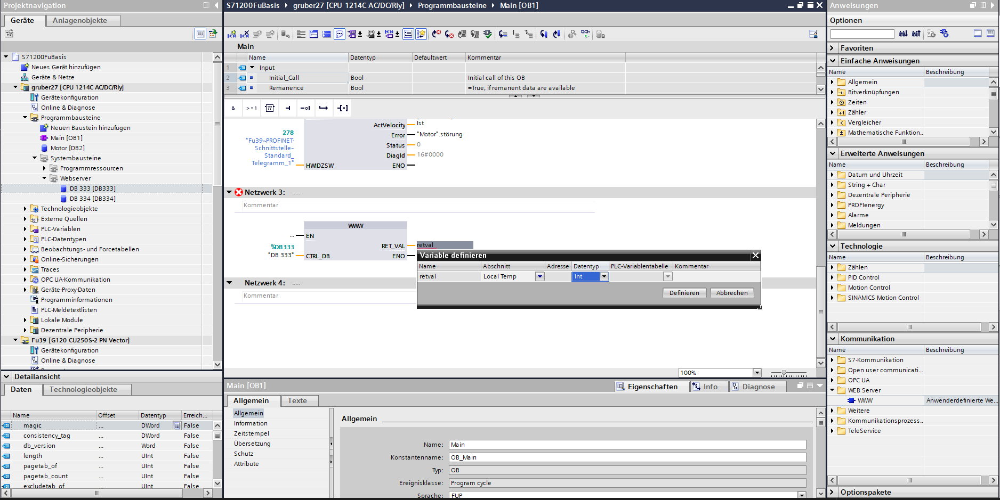 Projektnavigation
Geräte
Anlagenobjekte
S71200FuBasis
Neues Gerät hinzufügen
Geräte & Netze
gruber27 [CPU 1214C AC/DC/Rly]
Gerätekonfiguration
Online & Diagnose
Programmbausteine
Neuen Baustein hinzufügen
Main [OB1]
Motor [DB2]
Systembausteine
Programmressourcen
Webserver
DB 333 [DB333]
DB 334 [DB334]
Technologieobjekte
Externe Quellen
PLC-Variablen
PLC-Datentypen
Beobachtungs- und Forcetabellen
Online-Sicherungen
Traces
OPC UA-Kommunikation
Geräte-Proxy-Daten
Programminformationen
PLC-Meldetextlisten
Lokale Module
Dezentrale Peripherie
Fu39 [G120 CU250S-2 PN Vector]
Gerätekonfiguration
Online & Diagnose
Detailansicht
Daten
Technologieobjekte
Name Offset Datentyp Erreich...
magic ... DWord False
consistency_tag ... DWord False
db_version ... Word False
length ... UInt False
pagetab_of ... UInt False
pagetab_count ... UInt False
excludetab_of ... UInt False
S71200FuBasis gruber27 [CPU 1214C AC/DC/Rly] Programmbausteine Main [OB1]
Main
Name Datentyp Defaultwert Kommentar
1 Input
2 Initial_Call Bool Initial call of this OB
3 Remanence Bool =True, if remanent data are available
& >=1 ??
278
"Fu39~PROFINET-
Schnittstelle~
Standard_
Telegramm_1"
HWIDZSW
ActVelocity Ist
Error "Motor".störung
Status 0
DiagId 16#0000
ENO
Netzwerk 3: .....
Kommentar
WWW
... EN
%DB333
"DB 333" CTRL_DB
RET_VAL retval
ENO
Variable definieren
Name Abschnitt Adresse Datentyp PLC-Variablentabelle Kommentar
retval Local Temp Int
Definieren Abbrechen
Netzwerk 4: .....
Kommentar
100%
Main [OB1]
Eigenschaften Info Diagnose
Allgemein Texte
Allgemein
Information
Zeitstempel
Übersetzung
Schutz
Attribute
Allgemein
Name: Main
Konstantenname: OB_Main
Typ: OB
Ereignisklasse: Program cycle
Sprache: FUP
Anweisungen
Optionen
Favoriten
Einfache Anweisungen
Name Beschreibung
Allgemein
Bitverknüpfungen
Zeiten
Zähler
Vergleicher
Mathematische Funktion..
Erweiterte Anweisungen
Name Beschreibung
Datum und Uhrzeit
String + Char
Dezentrale Peripherie
PROFIenergy
Alarme
Meldungen
Technologie
Name Beschreibung
Zählen
PID Control
Motion Control
SINAMICS Motion Control
Kommunikation
Name Beschreibung
S7-Kommunikation
Open user communicati...
OPC UA
WEB Server
WWW Anwenderdefinierte We...
Weitere
Kommunikationsprozess..
TeleService
Optionspakete